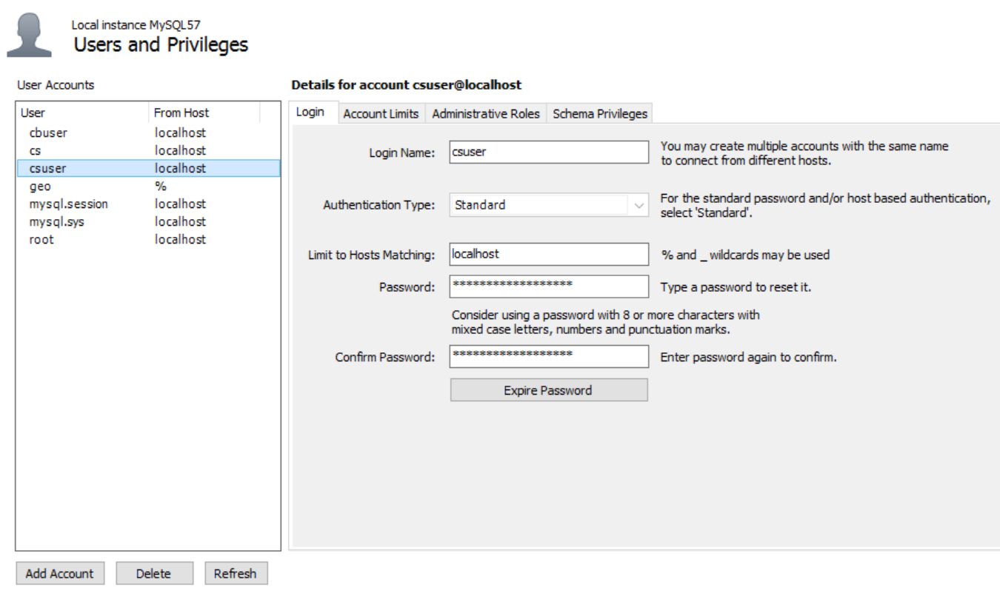 Local instance MySQL57
Users and Privileges
User Accounts
User From Host
cbuser localhost
cs localhost
csuser localhost
geo %
mysql.session localhost
mysql.sys localhost
root localhost
Add Account Delete Refresh
Details for account csuser@localhost
Login Account Limits Administrative Roles Schema Privileges
Login Name: csuser You may create multiple accounts with the same name
to connect from different hosts.
Authentication Type: Standard For the standard password and/or host based authentication,
select 'Standard'.
Limit to Hosts Matching: localhost % and _ wildcards may be used
Password: ****************** Type a password to reset it.
Consider using a password with 8 or more characters with
mixed case letters, numbers and punctuation marks.
Confirm Password: ****************** Enter password again to confirm.
Expire Password